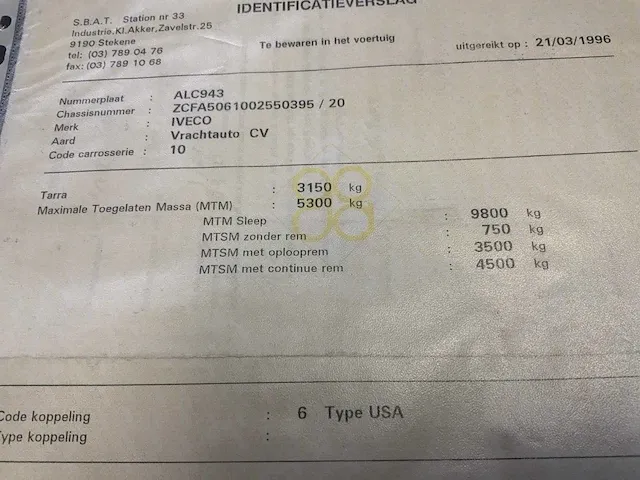 IDENTIFICATIEVERSLAG
S.B.A.T. Station nr 33
Industrie.Kl.Akker,Zavelstr.25
9190 Stekene
tel: (03) 789 04 76
fax: (03) 789 10 68
Te bewaren in het voertuig
uitgereikt op : 21/03/1996
Nummerplaat : ALC943
Chassisnummer : ZCFA5061002550395 / 20
Merk : IVECO
Aard : Vrachtauto CV
Code carrosserie : 10
Tarra : 3150 kg
Maximale Toegelaten Massa (MTM) : 5300 kg
MTM Sleep : 9800 kg
MTSM zonder rem : 750 kg
MTSM met oplooprem : 3500 kg
MTSM met continue rem : 4500 kg
Code koppeling : 6 Type USA
Type koppeling :